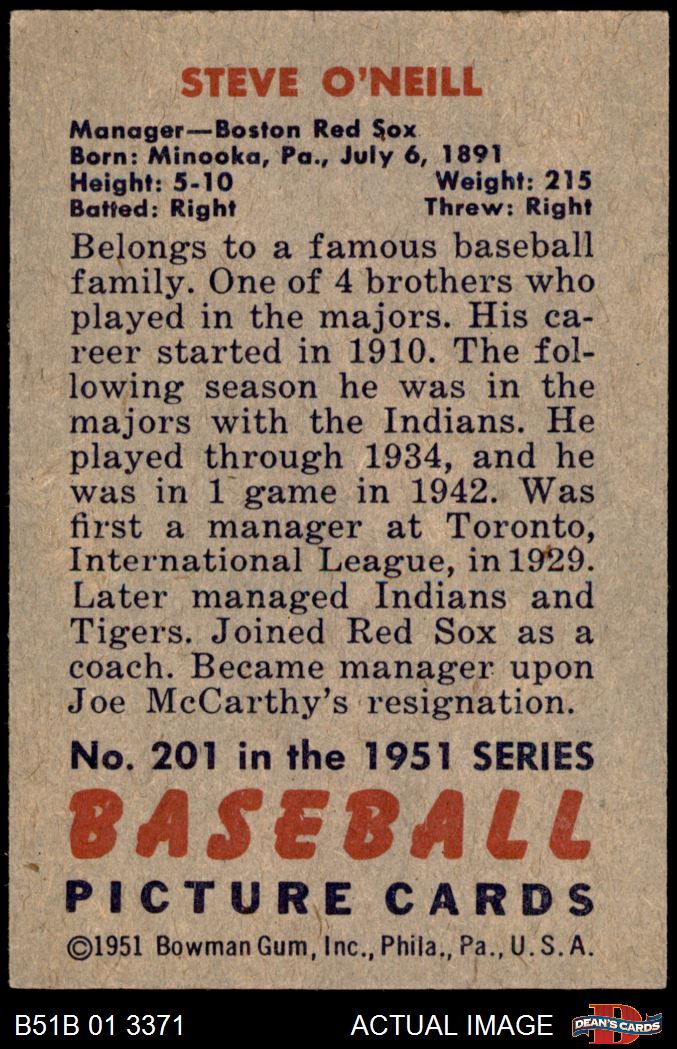 STEVE O'NEILL
Manager—Boston Red Sox
Born: Minooka, Pa., July 6, 1891
Height: 5-10 Weight: 215
Batted: Right Threw: Right
Belongs to a famous baseball
family. One of 4 brothers who
played in the majors. His ca-
reer started in 1910. The fol-
lowing season he was in the
majors with the Indians. He
played through 1934, and he
was in 1 game in 1942. Was
first a manager at Toronto,
International League, in 1929.
Later managed Indians and
Tigers. Joined Red Sox as a
coach. Became manager upon
Joe McCarthy's resignation.
No. 201 in the 1951 SERIES
BASEBALL
PICTURE CARDS
©1951 Bowman Gum, Inc., Phila., Pa., U.S.A.
B51B 01 3371 ACTUAL IMAGE D DEAN'S CARDS